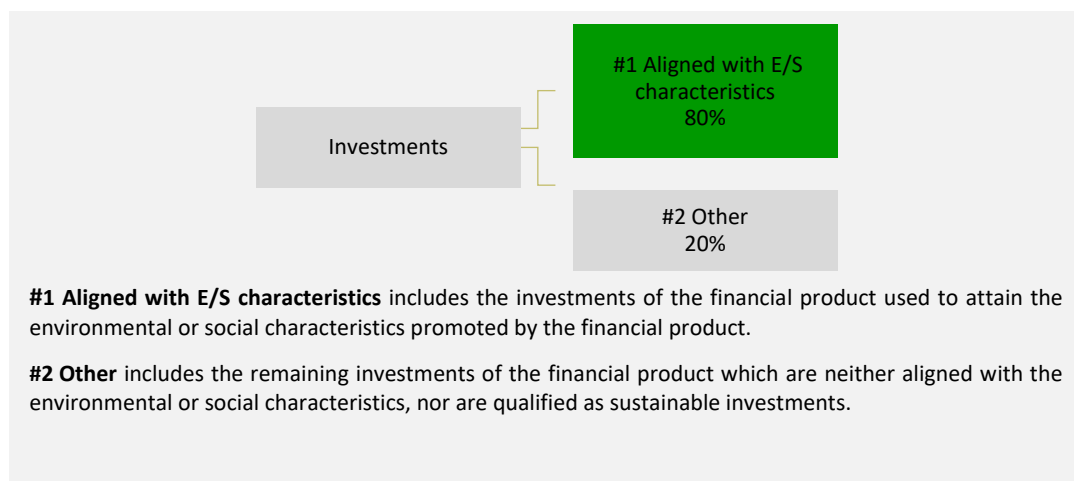 #1 Aligned with E/S
characteristics
80%
Investments
#2 Other
20%
#1 Aligned with E/S characteristics includes the investments of the financial product used to attain the
environmental or social characteristics promoted by the financial product.
#2 Other includes the remaining investments of the financial product which are neither aligned with the
environmental or social characteristics, nor are qualified as sustainable investments.